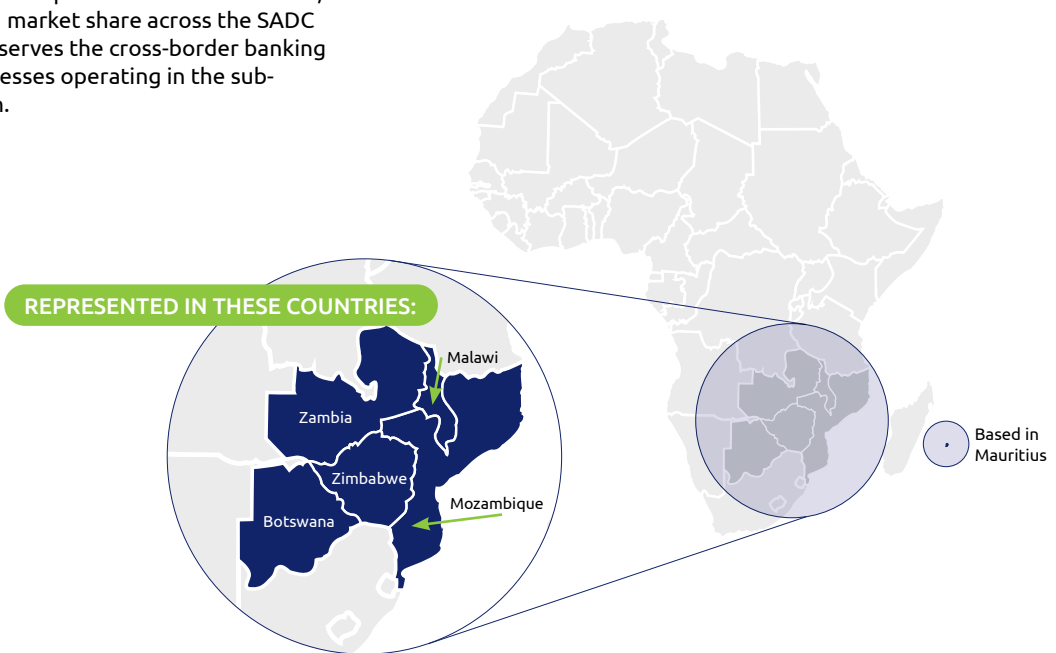 market share across the SADC
serves the cross-border banking
operating in the sub-
REPRESENTED IN THESE COUNTRIES:
Malawi
Zambia
Zimbabwe
Mozambique
Botswana
Based in
Mauritius